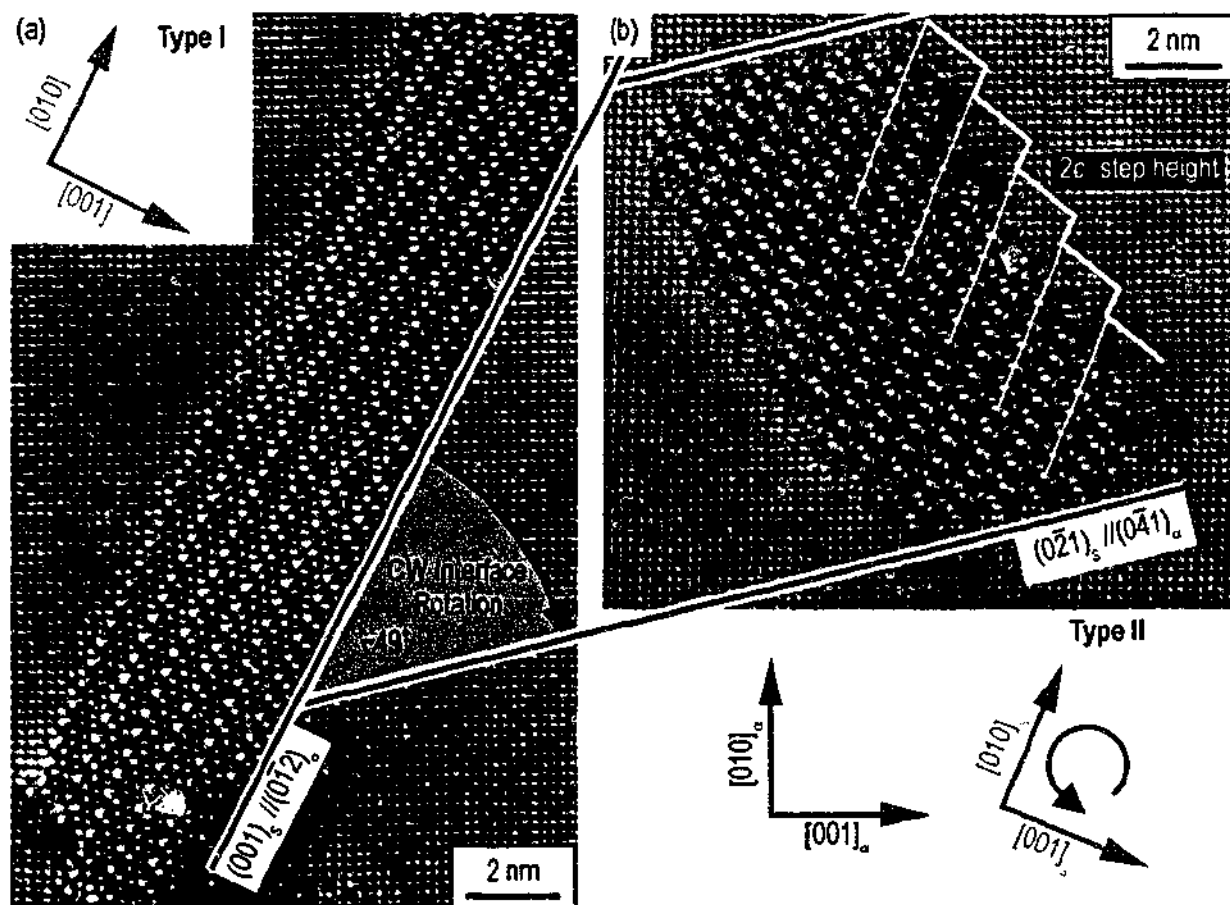 (a)
Type I
[010]
[001]
CW Interface
Rotation
~49°
(001)s //(01̄2)α
2 nm
(b)
2 nm
2c step height
(02̄1)s //(04̄1)α
Type II
[010]α
[001]α
[010]
[001]